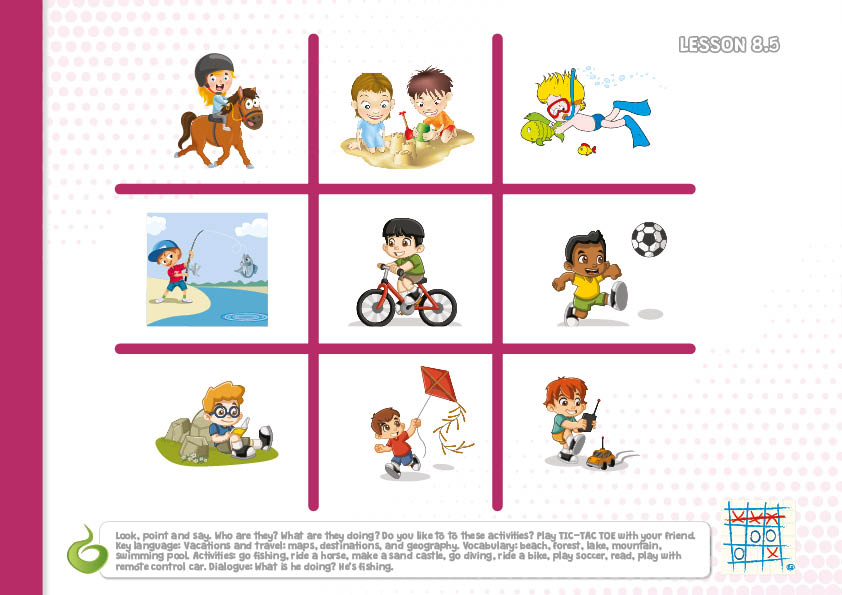 LESSON 8.5
Look, point and say. Who are they? What are they doing? Do you like to to these activities? Play TIC-TAC TOE with your friend.
Key language: Vacations and travel: maps, destinations, and geography. Vocabulary: beach, forest, lake, mountain,
swimming pool. Activities: go fishing, ride a horse, make a sand castle, go diving, ride a bike, play soccer, read, play with
remote control car. Dialogue: What is he doing? He's fishing.